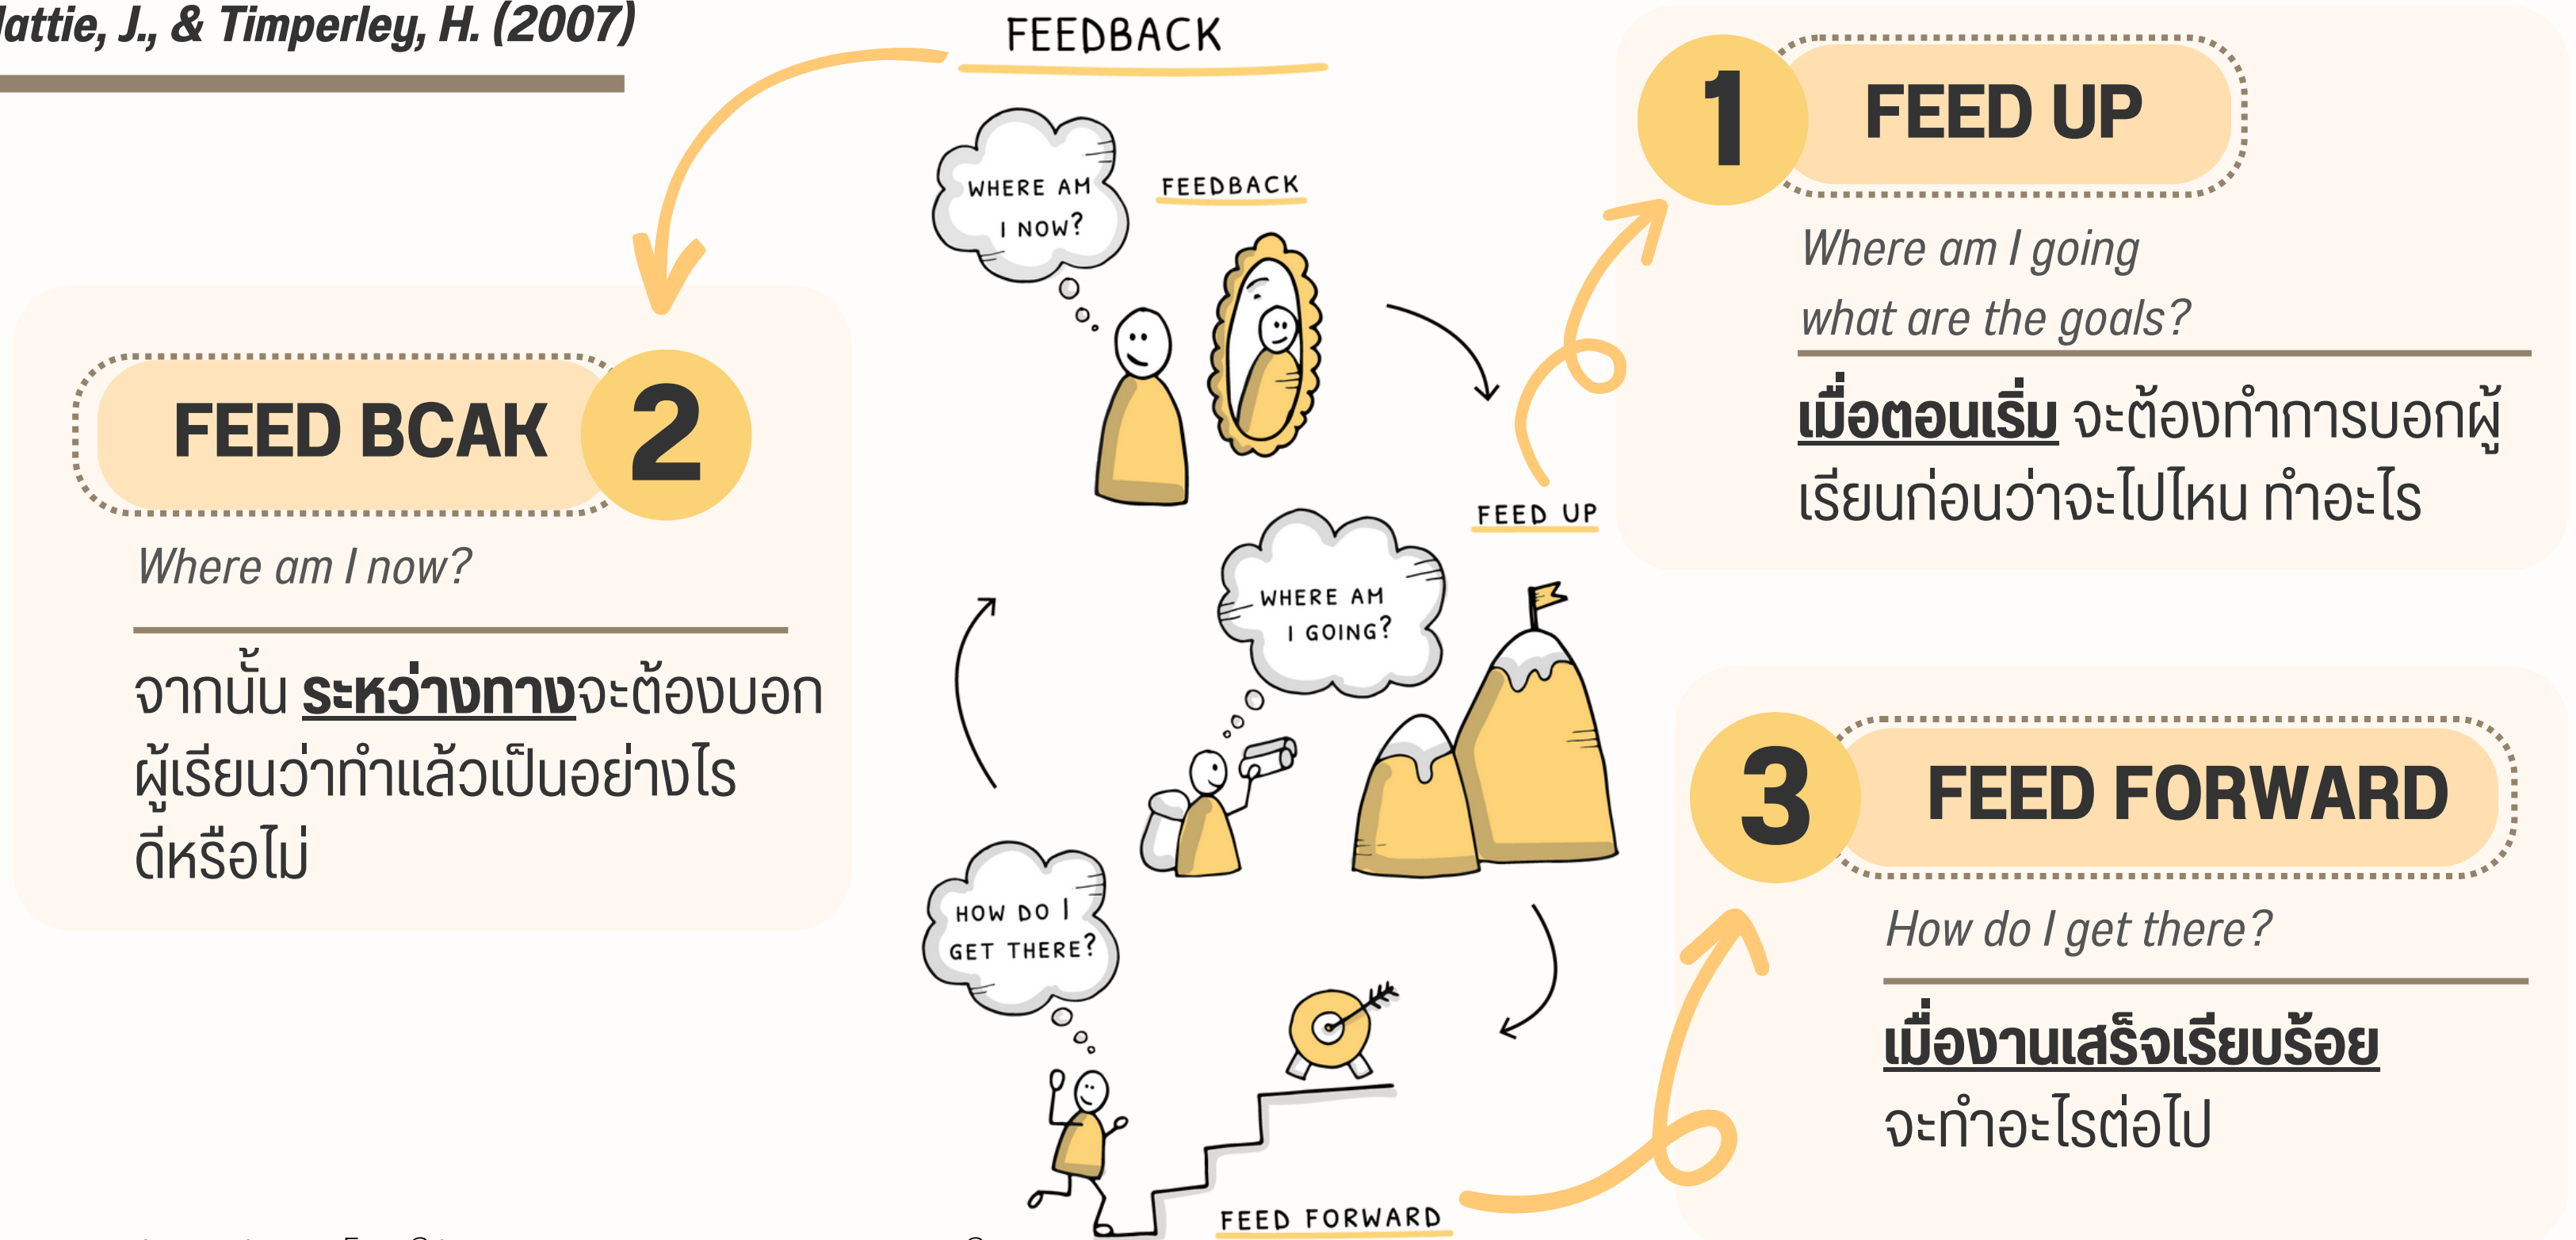 attie, J., & Timperley, H. (2007)
FEEDBACK
WHERE AM
I NOW?
FEEDBACK
1
FEED UP
Where am I going
what are the goals?
เมื่อตอนเริ่ม จะต้องทำการบอกผู้
เรียนก่อนว่าจะไปไหน ทำอะไร
FEED BCAK
2
Where am I now?
จากนั้น ระหว่างทางจะต้องบอก
ผู้เรียนว่าทำแล้วเป็นอย่างไร
ดีหรือไม่
FEED UP
WHERE AM
I GOING?
HOW DO I
GET THERE?
FEED FORWARD
3
FEED FORWARD
How do I get there?
เมื่องานเสร็จเรียบร้อย
จะทำอะไรต่อไป